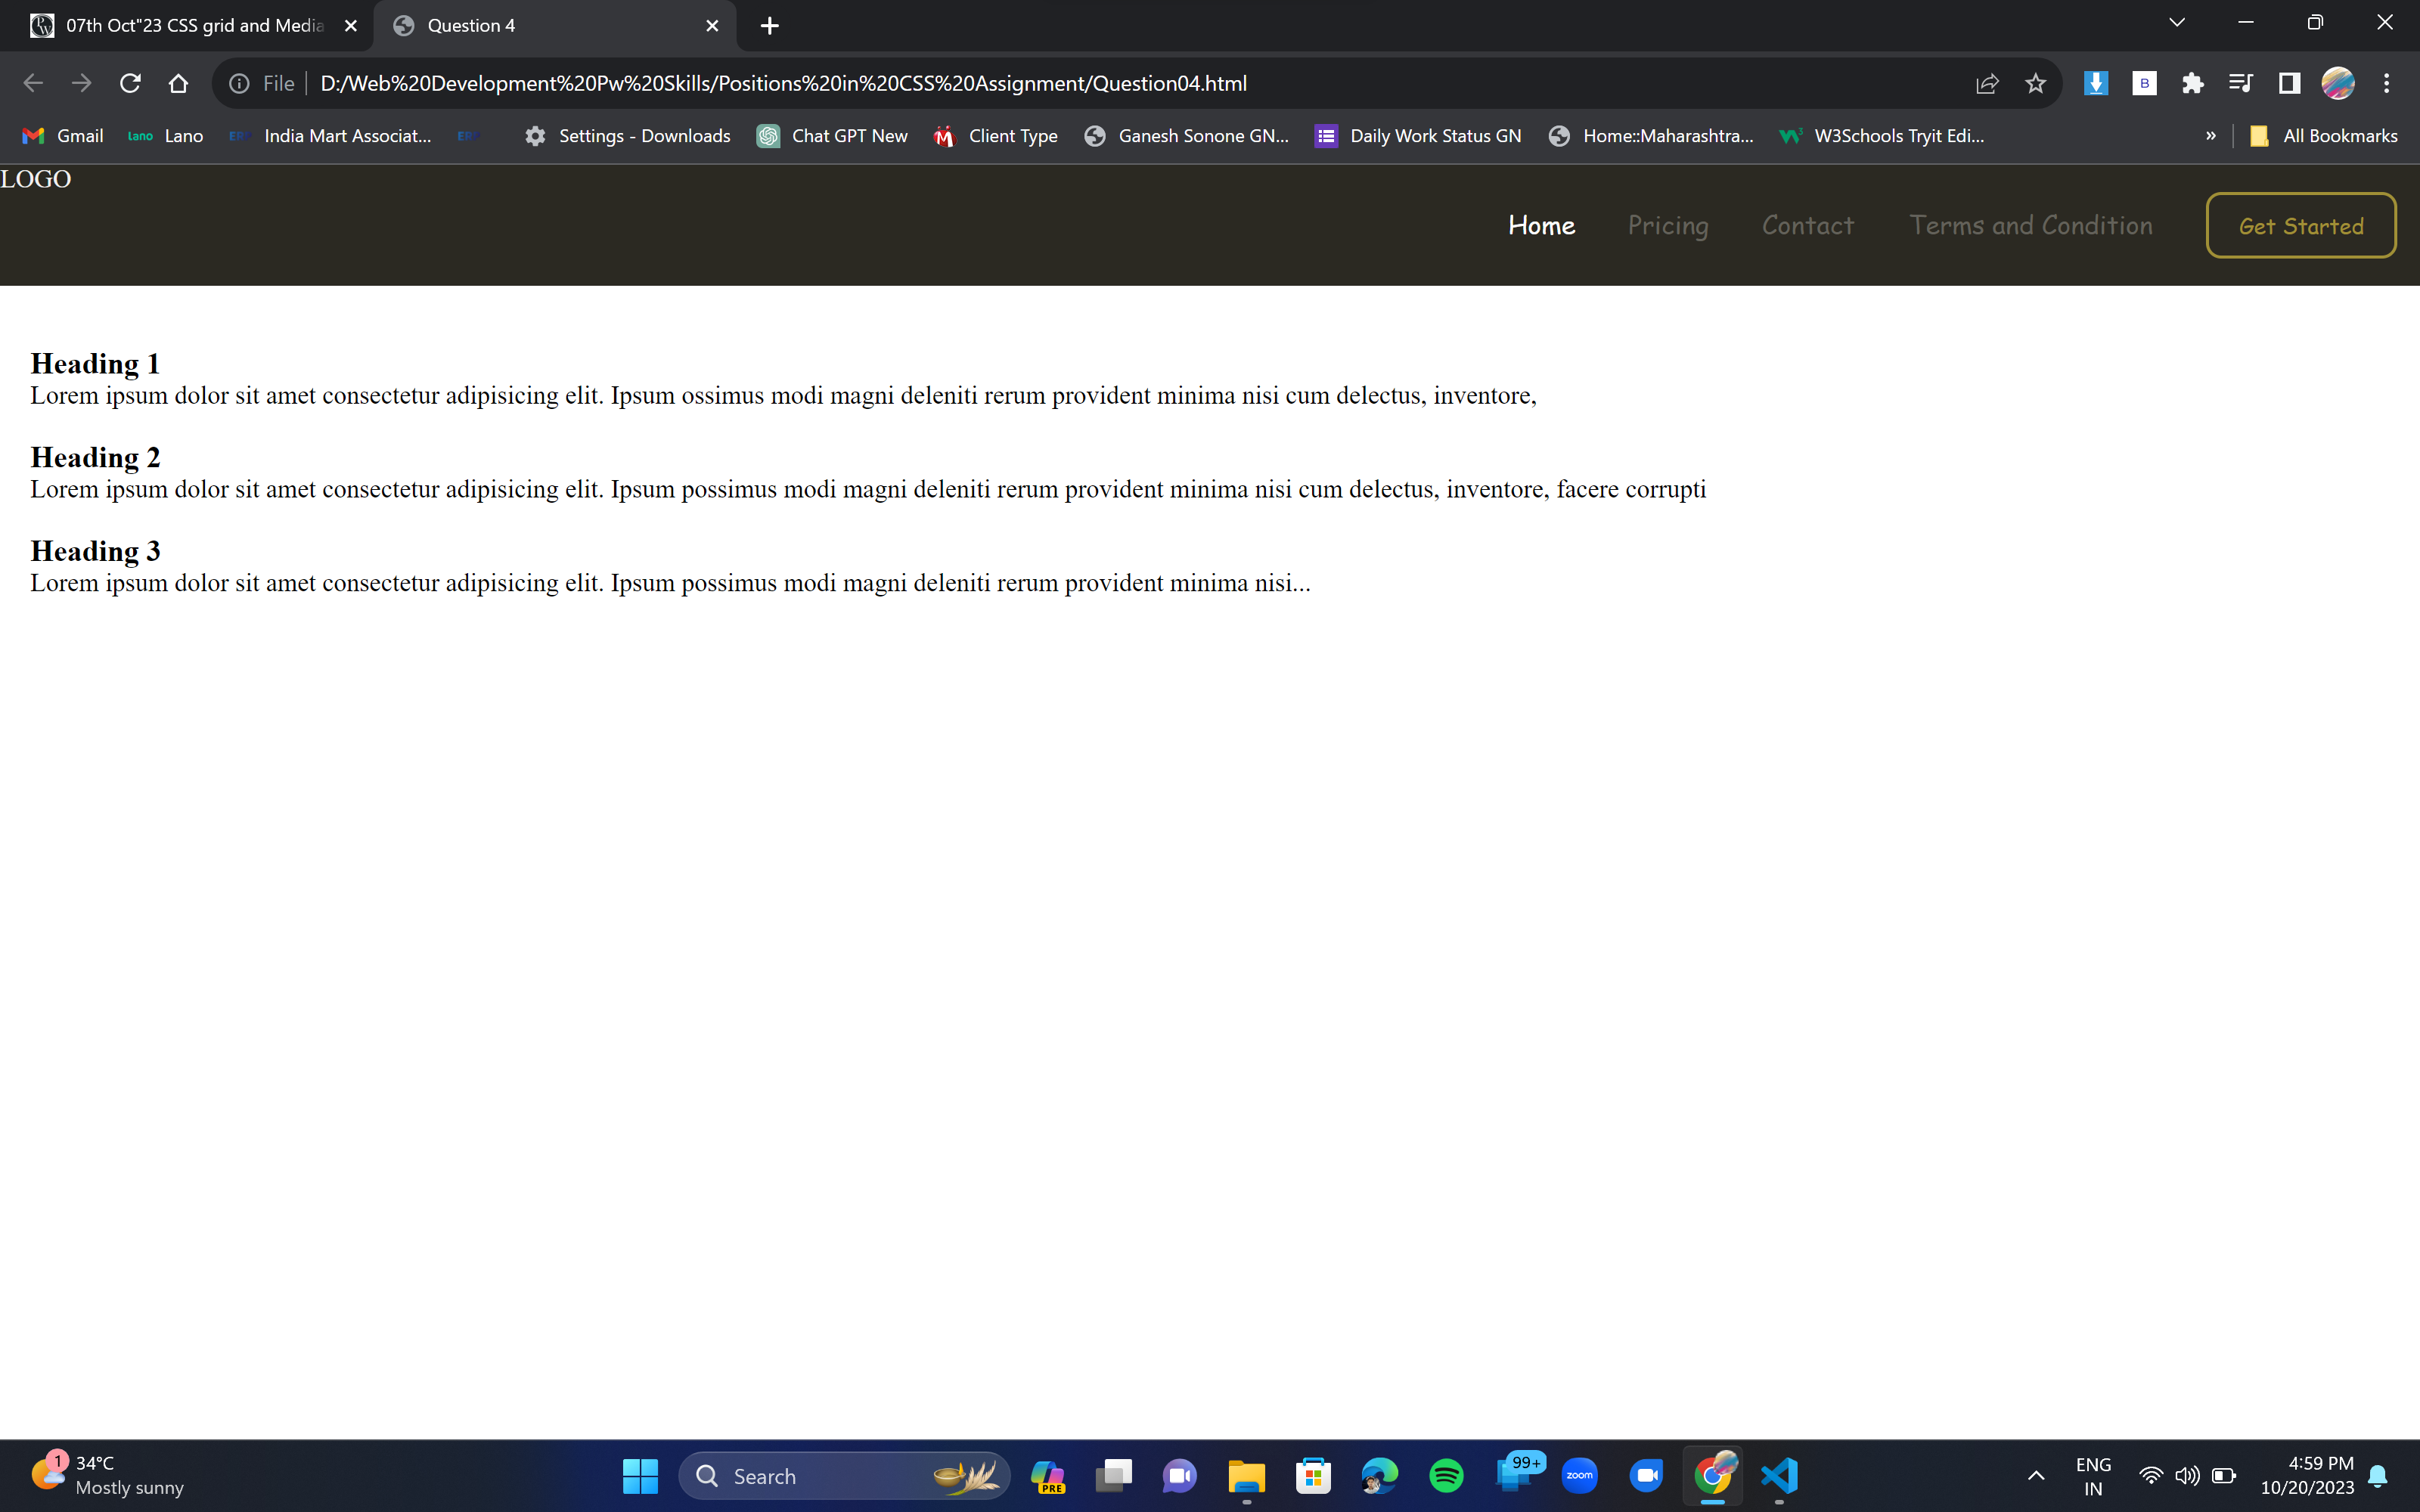 07th Oct"23 CSS grid and Media
Question 4
File
D:/Web%20Development%20Pw%20Skills/Positions%20in%20CSS%20Assignment/Question04.html
B
Gmail
Lano Lano
India Mart Associat...
Settings - Downloads
Chat GPT New
Client Type
Ganesh Sonone GN...
Daily Work Status GN
Home::Maharashtra...
W3Schools Tryit Edi...
»
All Bookmarks
LOGO
Home Pricing Contact Terms and Condition Get Started
Heading 1
Lorem ipsum dolor sit amet consectetur adipisicing elit. Ipsum ossimus modi magni deleniti rerum provident minima nisi cum delectus, inventore,
Heading 2
Lorem ipsum dolor sit amet consectetur adipisicing elit. Ipsum possimus modi magni deleniti rerum provident minima nisi cum delectus, inventore, facere corrupti
Heading 3
Lorem ipsum dolor sit amet consectetur adipisicing elit. Ipsum possimus modi magni deleniti rerum provident minima nisi...
1
34°C
Mostly sunny
Search
PRE
99+
zoom
ENG
IN
4:59 PM
10/20/2023